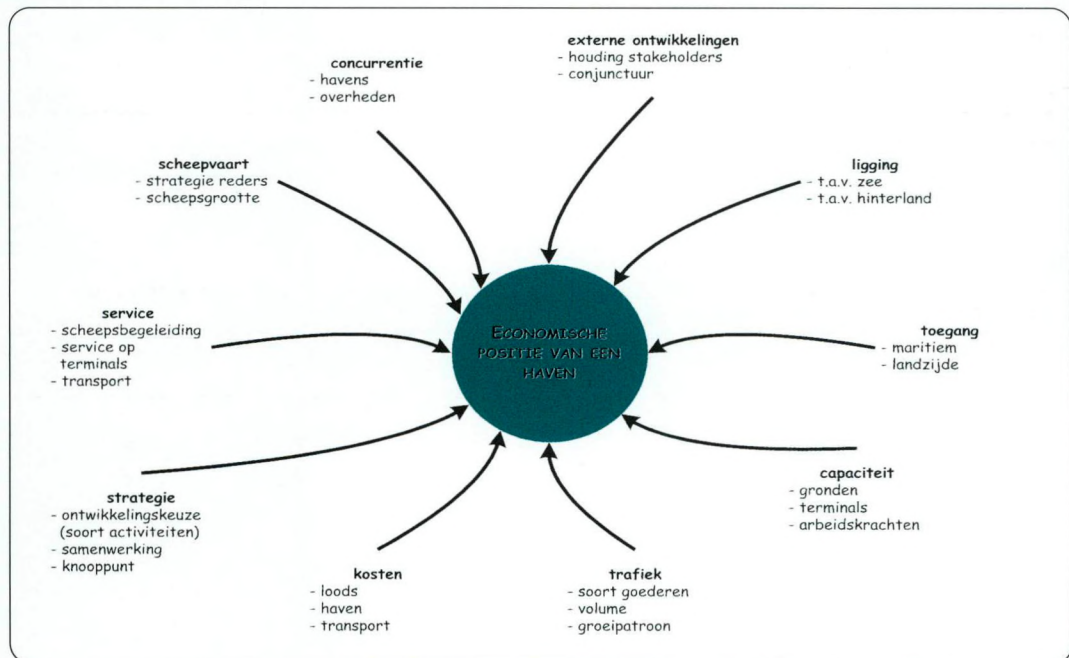 externe ontwikkelingen
- houding stakeholders
- conjunctuur
concurrentie
- havens
- overheden
scheepvaart
- strategie reders
- scheepsgrootte
ligging
- t.a.v. zee
- t.a.v. hinterland
service
- scheepsbegeleiding
- service op
terminals
- transport
ECONOMISCHE
POSITIE VAN EEN
HAVEN
toegang
- maritiem
- landzijde
strategie
- ontwikkelingskeuze
(soort activiteiten)
- samenwerking
- knooppunt
kosten
- loods
- haven
- transport
trafiek
- soort goederen
- volume
- groeipatroon
capaciteit
- gronden
- terminals
- arbeidskrachten